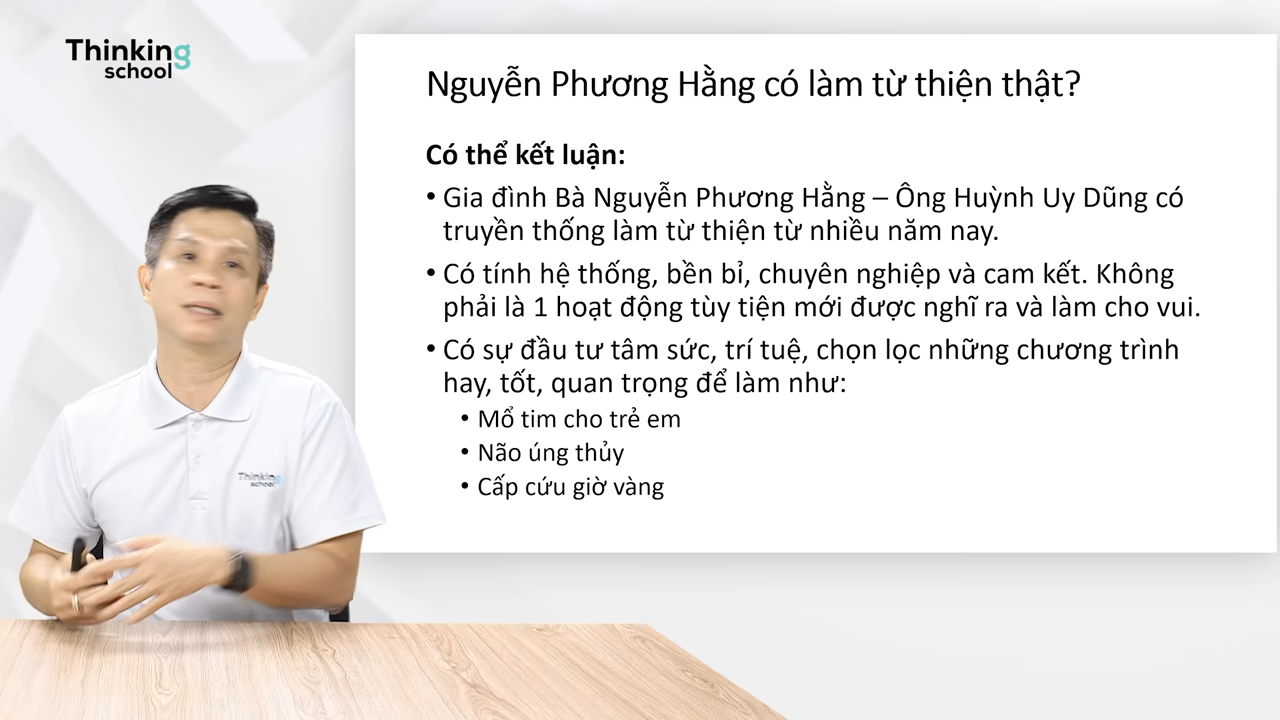 Thinking
school
Nguyễn Phương Hằng có làm từ thiện thật?
Có thể kết luận:
• Gia đình Bà Nguyễn Phương Hằng – Ông Huỳnh Uy Dũng có
truyền thống làm từ thiện từ nhiều năm nay.
• Có tính hệ thống, bền bỉ, chuyên nghiệp và cam kết. Không
phải là 1 hoạt động tùy tiện mới được nghĩ ra và làm cho vui.
• Có sự đầu tư tâm sức, trí tuệ, chọn lọc những chương trình
hay, tốt, quan trọng để làm như:
• Mổ tim cho trẻ em
• Não úng thủy
• Cấp cứu giờ vàng
Thinking
school